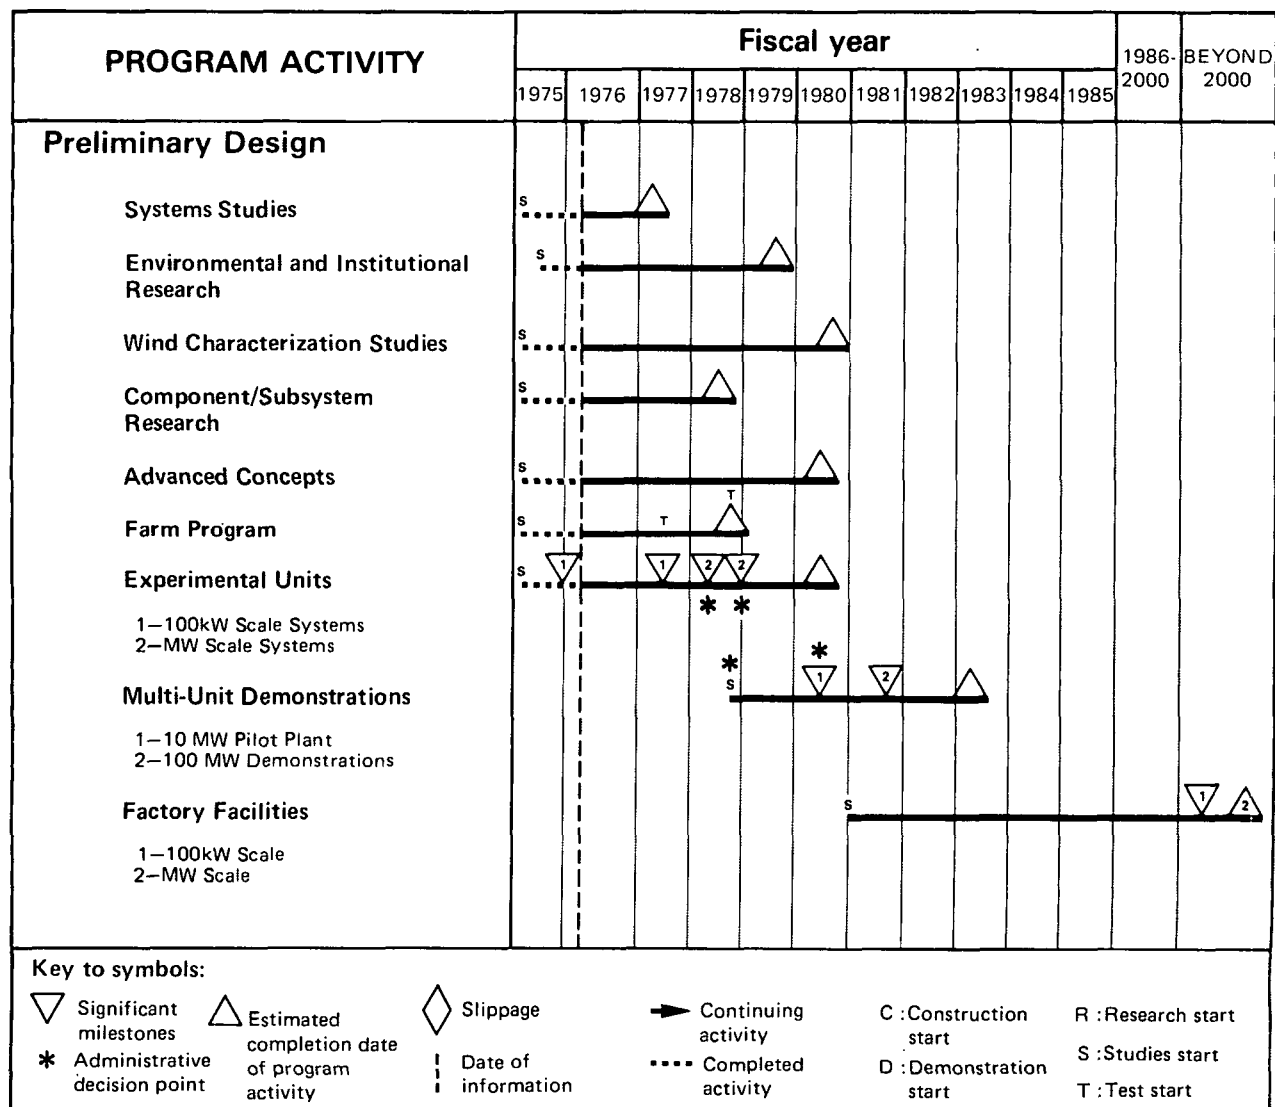 PROGRAM ACTIVITY
Fiscal year
1986-
2000
BEYOND
2000
1975 1976 1977 1978 1979 1980 1981 1982 1983 1984 1985
Preliminary Design
S
Systems Studies
S
Environmental and Institutional
Research
S
Wind Characterization Studies
S
Component/Subsystem
Research
S
Advanced Concepts
T
S T
Farm Program
1 1 2 2
S
Experimental Units
* *
1–100kW Scale Systems
2–MW Scale Systems
* *
S 1 2
Multi-Unit Demonstrations
1–10 MW Pilot Plant
2–100 MW Demonstrations
S 1 2
Factory Facilities
1–100kW Scale
2–MW Scale
Key to symbols:
Significant
milestones
* Administrative
decision point
Estimated
completion date
of program
activity
Slippage
Date of
information
Continuing
activity
Completed
activity
C :Construction
start
D :Demonstration
start
R :Research start
S :Studies start
T :Test start